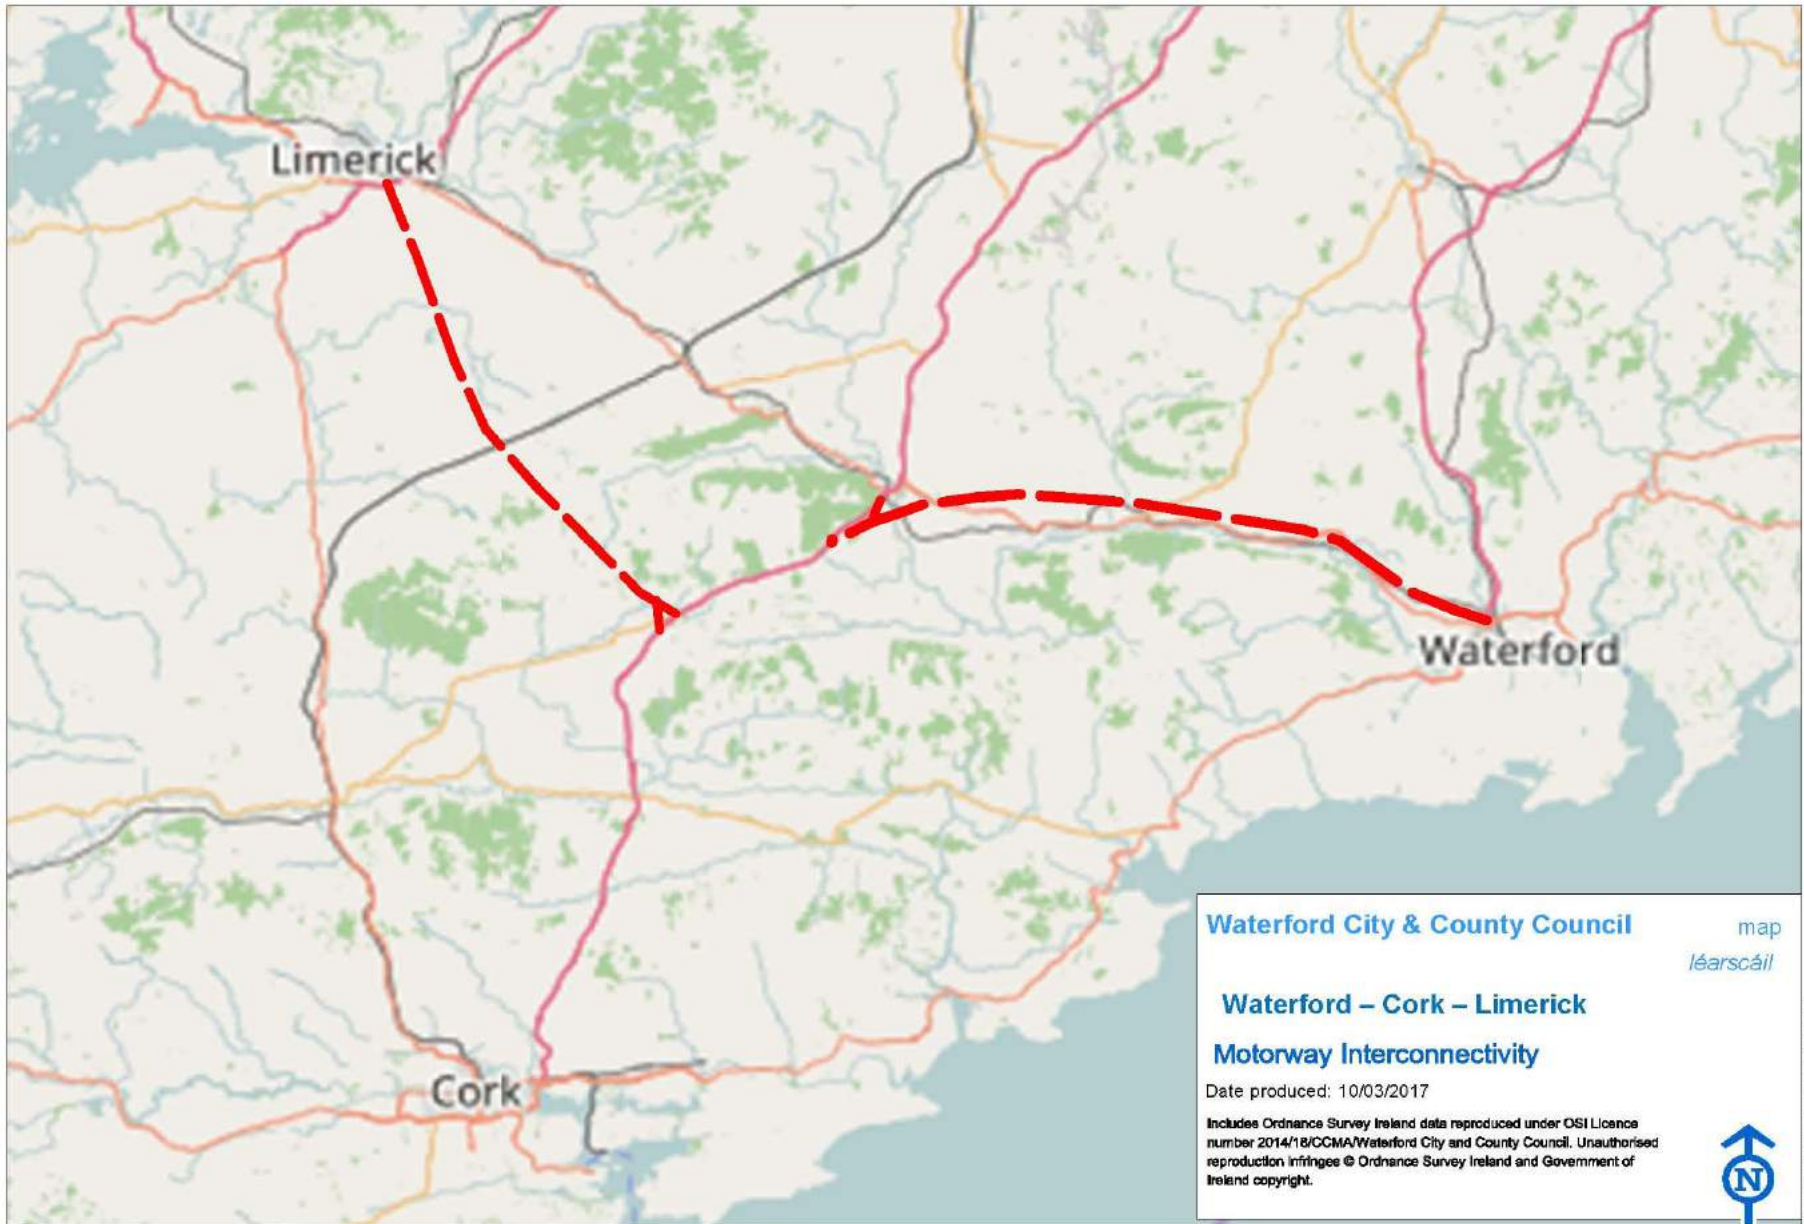 Limerick
Waterford
Cork
Waterford City & County Council map
léarscáil
Waterford – Cork – Limerick
Motorway Interconnectivity
Date produced: 10/03/2017
Includes Ordnance Survey Ireland data reproduced under OSI Licence
number 2014/18/CCMA/Waterford City and County Council. Unauthorised
reproduction infringes © Ordnance Survey Ireland and Government of
Ireland copyright.
N